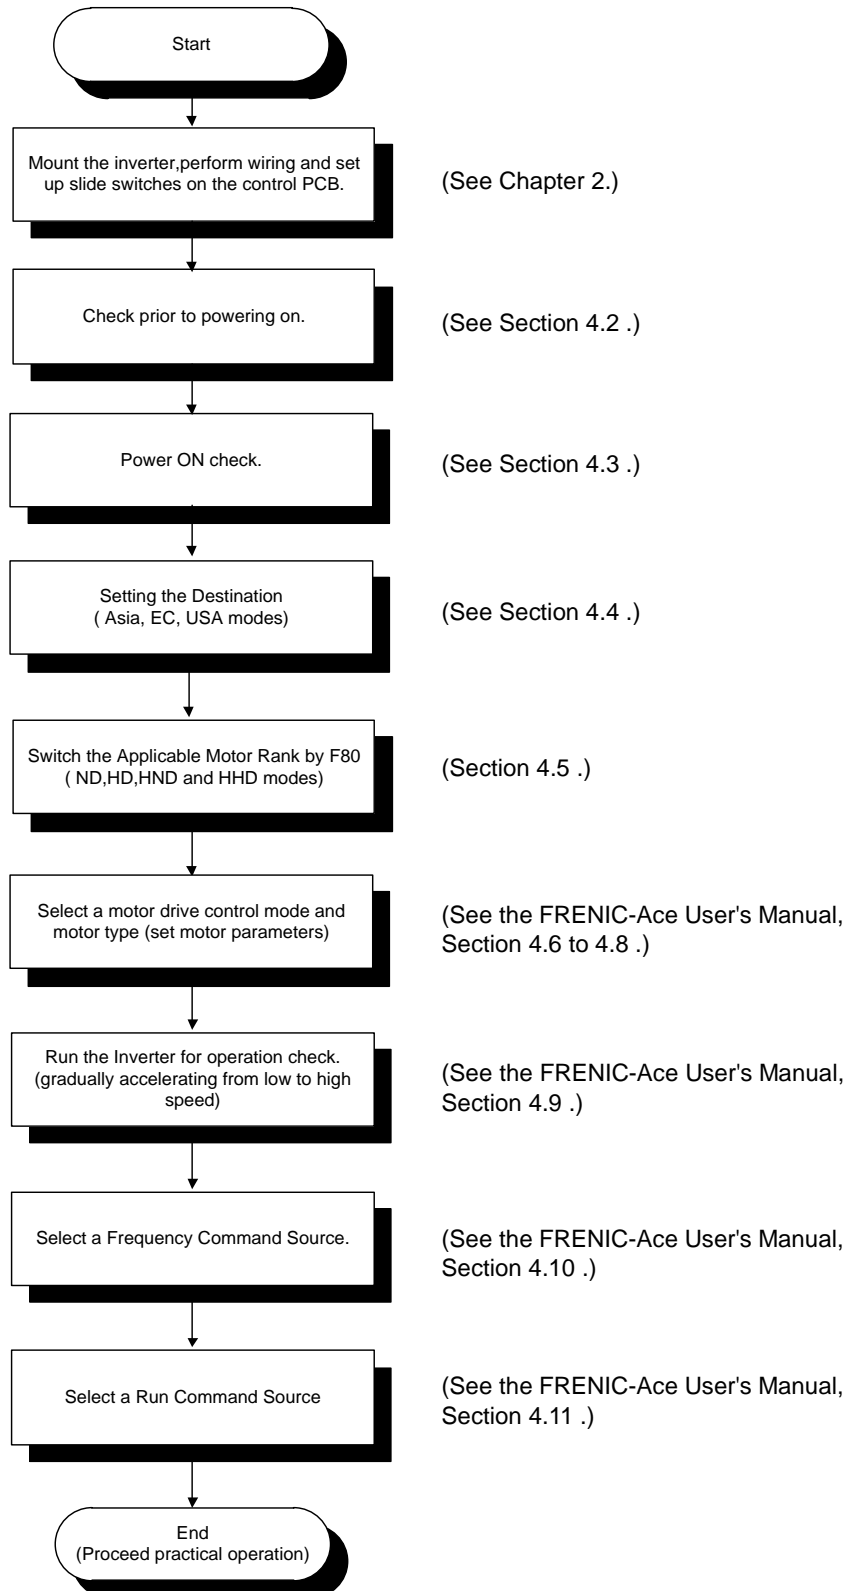 Start
Mount the inverter,perform wiring and set
up slide switches on the control PCB.
(See Chapter 2.)
Check prior to powering on.
(See Section 4.2 .)
Power ON check.
(See Section 4.3 .)
Setting the Destination
( Asia, EC, USA modes)
(See Section 4.4 .)
Switch the Applicable Motor Rank by F80
( ND,HD,HND and HHD modes)
(Section 4.5 .)
Select a motor drive control mode and
motor type (set motor parameters)
(See the FRENIC-Ace User's Manual,
Section 4.6 to 4.8 .)
Run the Inverter for operation check.
(gradually accelerating from low to high
speed)
(See the FRENIC-Ace User's Manual,
Section 4.9 .)
Select a Frequency Command Source.
(See the FRENIC-Ace User's Manual,
Section 4.10 .)
Select a Run Command Source
(See the FRENIC-Ace User's Manual,
Section 4.11 .)
End
(Proceed practical operation)